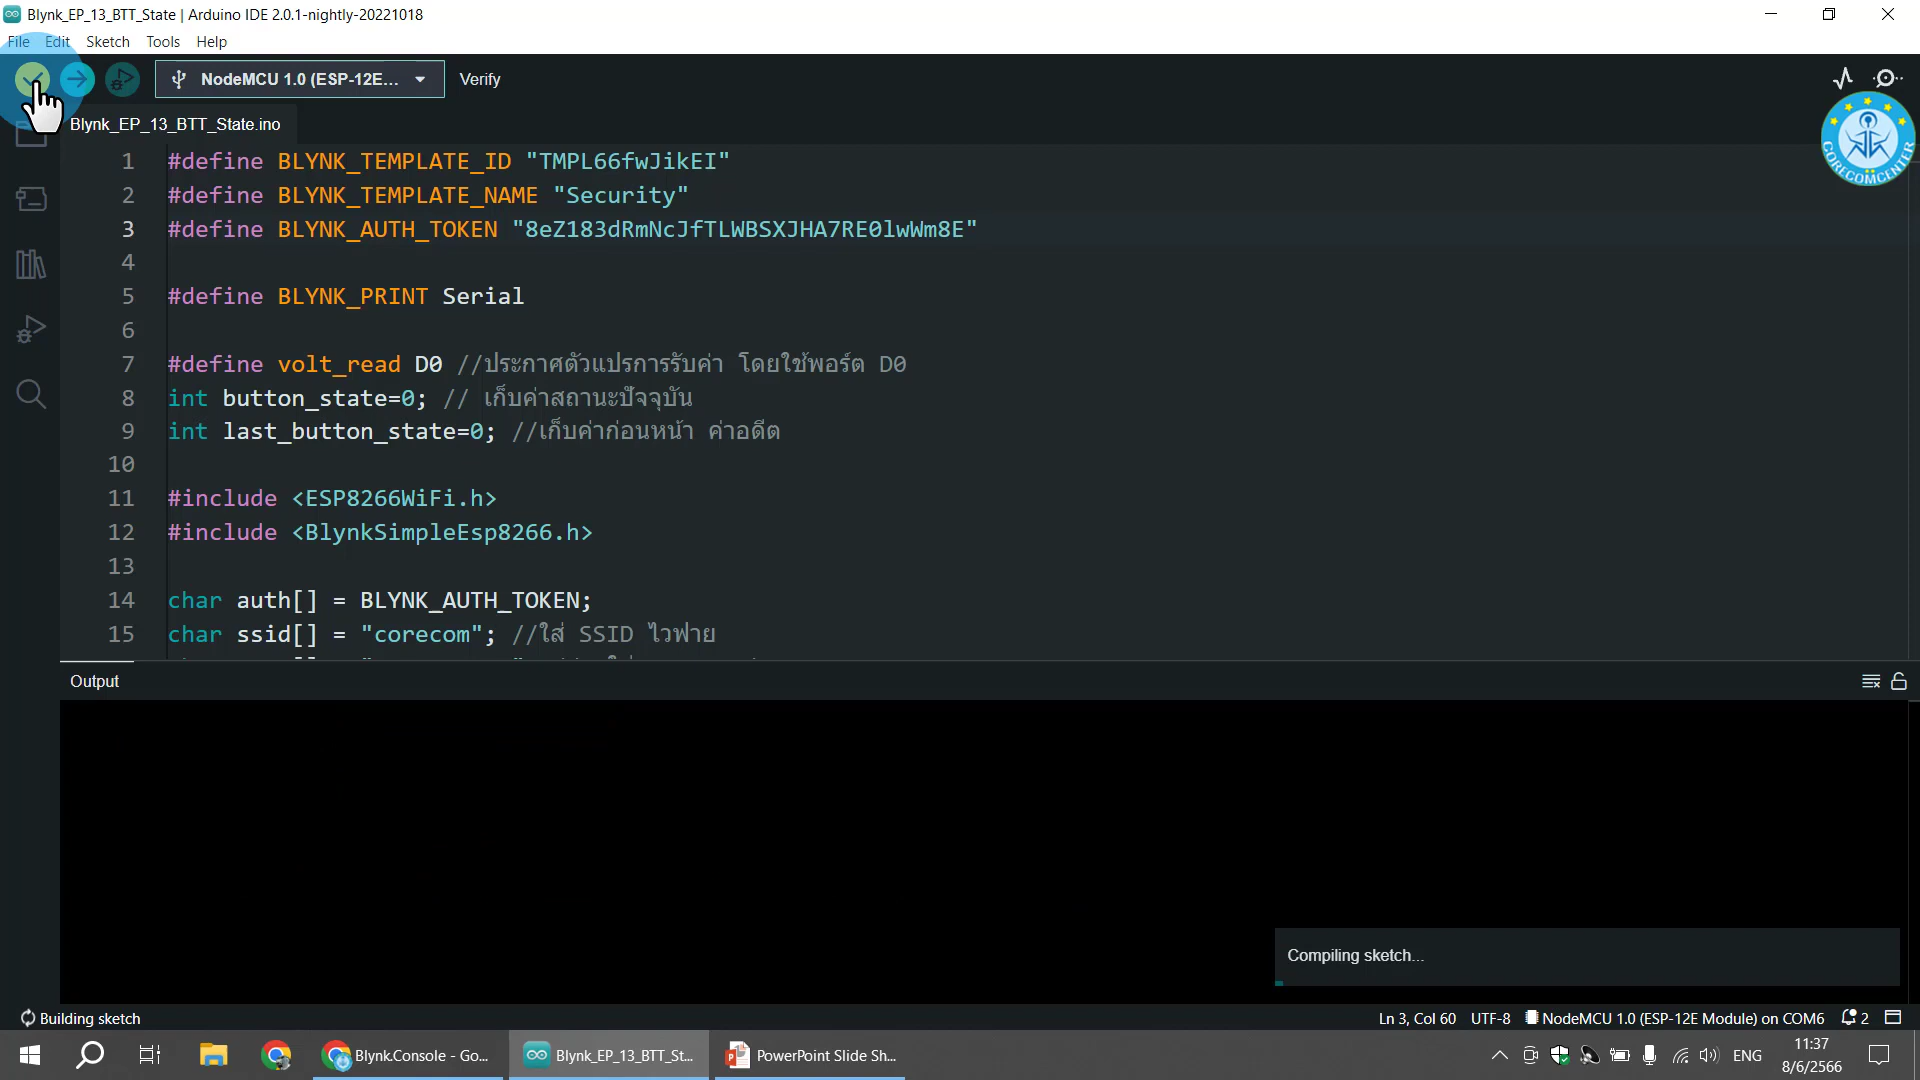 Blynk_EP_13_BTT_State | Arduino IDE 2.0.1-nightly-20221018
File Edit Sketch Tools Help
NodeMCU 1.0 (ESP-12E... Verify
CORECOMCENTER
Blynk_EP_13_BTT_State.ino
1 #define BLYNK_TEMPLATE_ID "TMPL66fwJikEI"
2 #define BLYNK_TEMPLATE_NAME "Security"
3 #define BLYNK_AUTH_TOKEN "8eZ183dRmNcJfTLWBSXJHA7RE0lwWm8E"
4
5 #define BLYNK_PRINT Serial
6
7 #define volt_read D0 //ประกาศตัวแปรการรับค่า โดยใช้พอร์ต D0
8 int button_state=0; // เก็บค่าสถานะปัจจุบัน
9 int last_button_state=0; //เก็บค่าก่อนหน้า ค่าอดีต
10
11 #include <ESP8266WiFi.h>
12 #include <BlynkSimpleEsp8266.h>
13
14 char auth[] = BLYNK_AUTH_TOKEN;
15 char ssid[] = "corecom"; //ใส่ SSID ไวฟาย
Output
Compiling sketch...
Building sketch
Ln 3, Col 60 UTF-8 NodeMCU 1.0 (ESP-12E Module) on COM6 2
Blynk.Console - Go... Blynk_EP_13_BTT_St... PowerPoint Slide Sh... ENG 11:37
8/6/2566